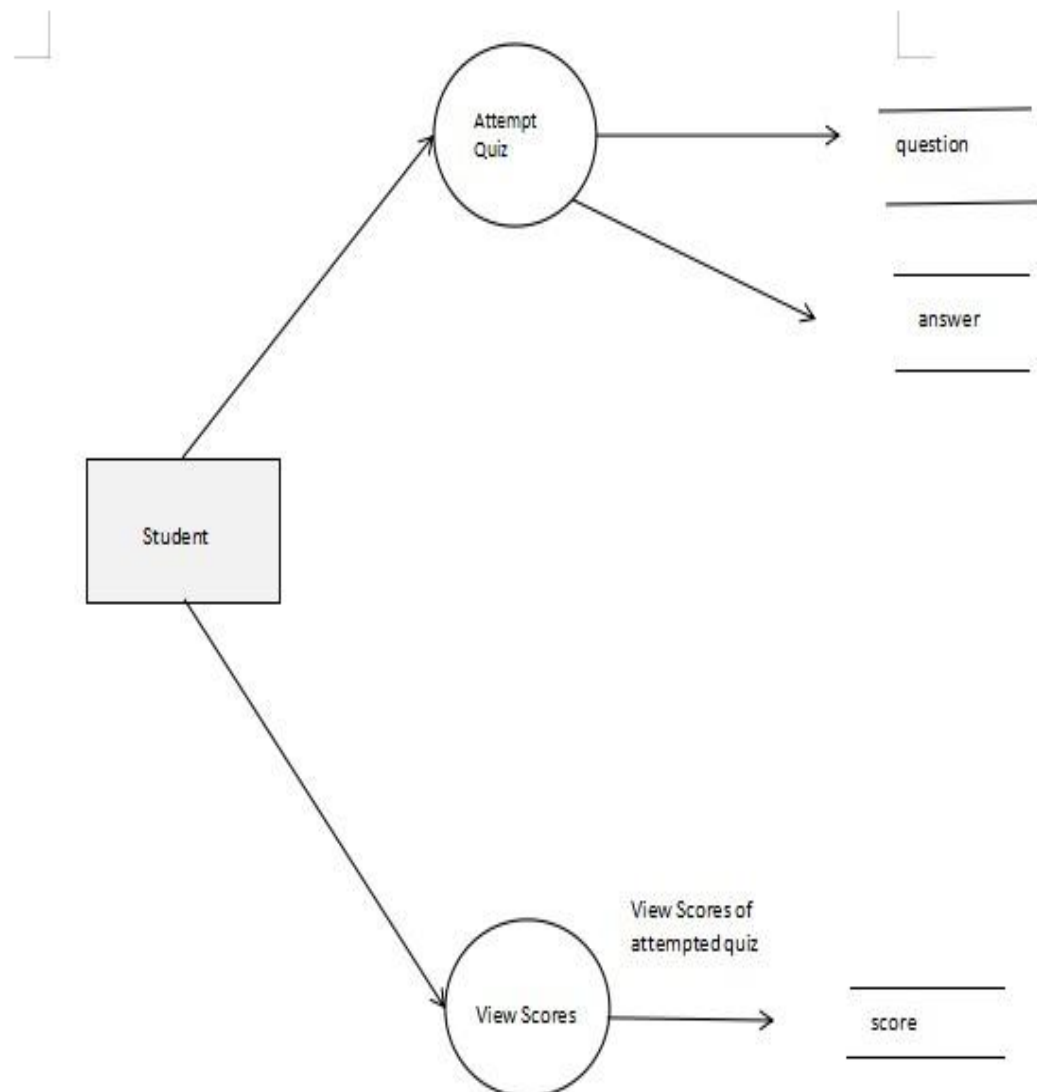 Attempt
Quiz
question
answer
Student
View Scores of
attempted quiz
View Scores
score